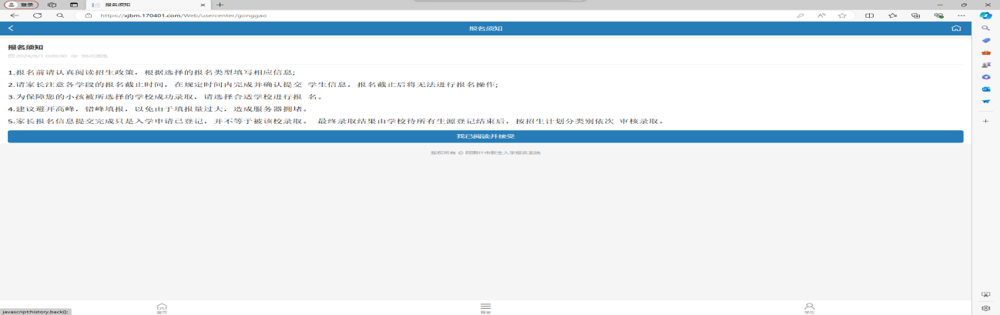 登录
报名须知
https://xjbm.170401.com/Web/usercenter/gonggao
报名须知
报名须知
2024/8/1 0:00:00
1.报名前请认真阅读招生政策，根据选择的报名类型填写相应信息;
2.请家长注意各学段的报名截止时间，在规定时间内完成并确认提交 学生信息，报名截止后将无法进行报名操作;
3.为保障您的小孩被所选择的学校成功录取，请选择合适学校进行报 名。
4.建议避开高峰，错峰填报，以免由于填报量过大，造成服务器拥堵。
5.家长报名信息提交完成只是入学申请已登记，并不等于被该校录取。 最终录取结果由学校待所有生源登记结束后，按招生计划分类别依次 审核录取。
我已阅读并接受
版权所有 © 阿图什市新生入学报名系统
首页
留言
学生
javascript:history.back();